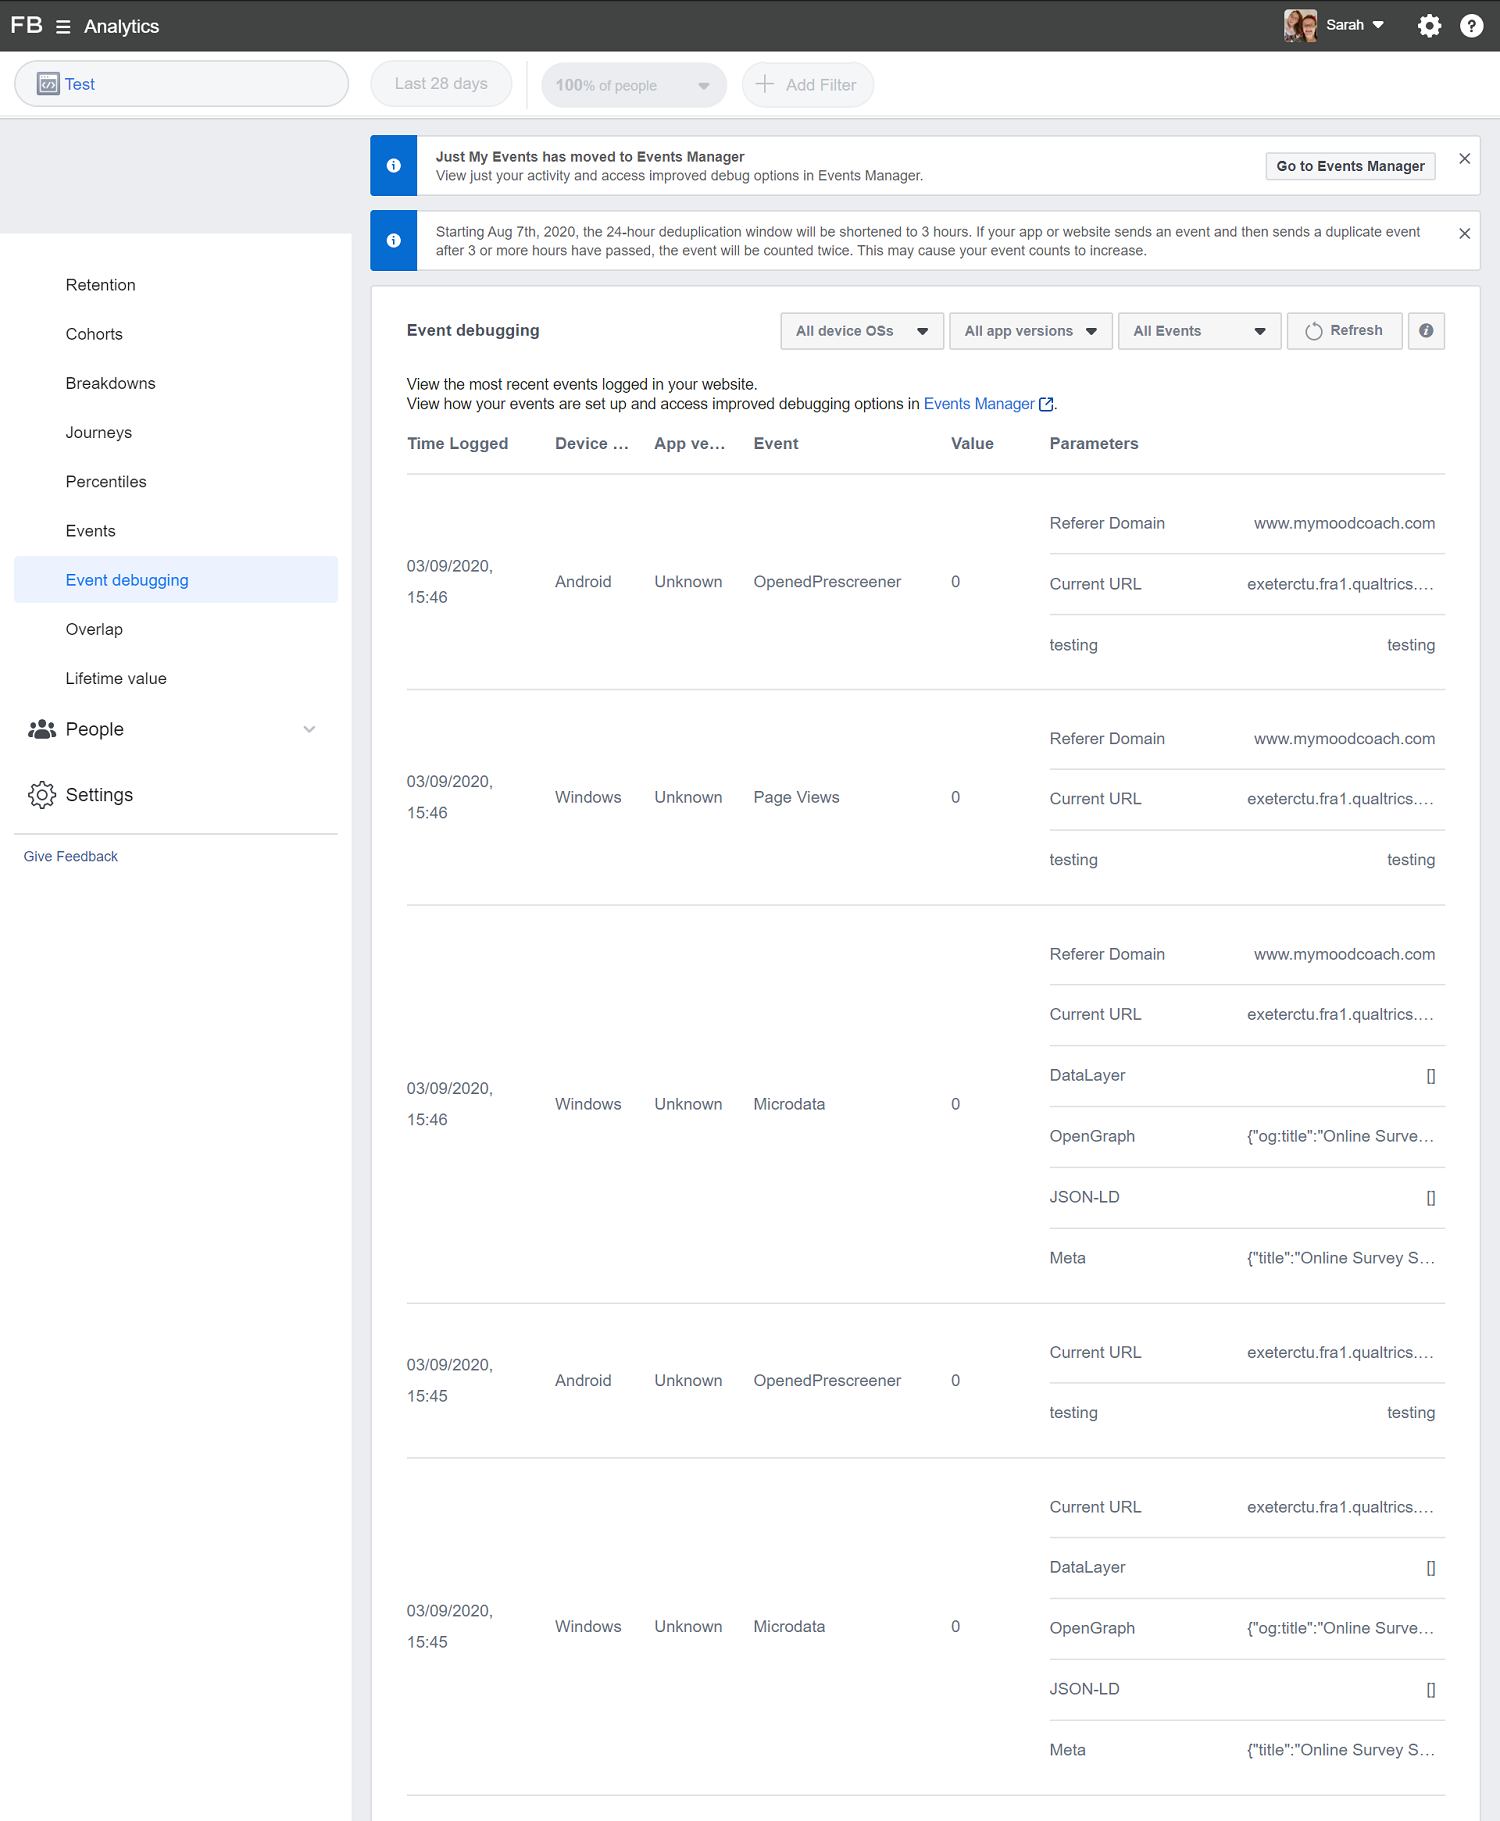 FB Analytics Sarah
Test Last 28 days 100% of people Add Filter
Just My Events has moved to Events Manager
View just your activity and access improved debug options in Events Manager.
Go to Events Manager
Starting Aug 7th, 2020, the 24-hour deduplication window will be shortened to 3 hours. If your app or website sends an event and then sends a duplicate event
after 3 or more hours have passed, the event will be counted twice. This may cause your event counts to increase.
Retention
Cohorts
Breakdowns
Journeys
Percentiles
Events
Event debugging
Overlap
Lifetime value
People
Settings
Give Feedback
Event debugging All device OSs All app versions All Events Refresh
View the most recent events logged in your website.
View how your events are set up and access improved debugging options in Events Manager.
Time Logged Device ... App ve... Event Value Parameters
03/09/2020,
15:46
Android Unknown OpenedPrescreener 0
Referer Domain www.mymoodcoach.com
Current URL exeterctu.fra1.qualtrics....
testing testing
03/09/2020,
15:46
Windows Unknown Page Views 0
Referer Domain www.mymoodcoach.com
Current URL exeterctu.fra1.qualtrics....
testing testing
03/09/2020,
15:46
Windows Unknown Microdata 0
Referer Domain www.mymoodcoach.com
Current URL exeterctu.fra1.qualtrics....
DataLayer []
OpenGraph {"og:title":"Online Surve...
JSON-LD []
Meta {"title":"Online Survey S...
03/09/2020,
15:45
Android Unknown OpenedPrescreener 0
Current URL exeterctu.fra1.qualtrics....
testing testing
03/09/2020,
15:45
Windows Unknown Microdata 0
Current URL exeterctu.fra1.qualtrics....
DataLayer []
OpenGraph {"og:title":"Online Surve...
JSON-LD []
Meta {"title":"Online Survey S...